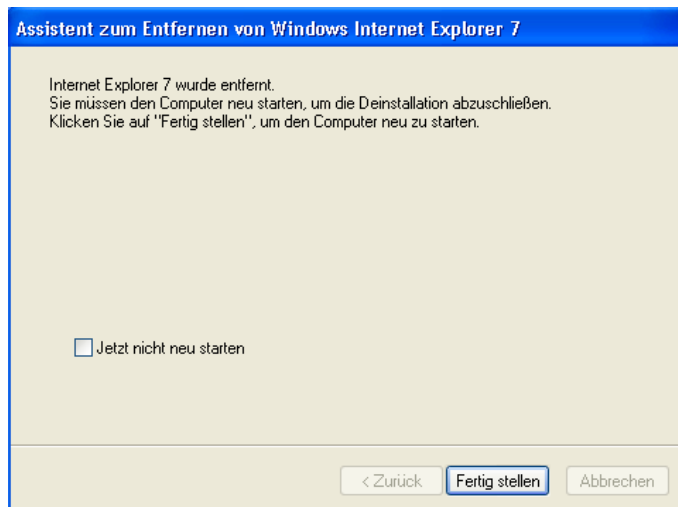 Assistent zum Entfernen von Windows Internet Explorer 7
Internet Explorer 7 wurde entfernt.
Sie müssen den Computer neu starten, um die Deinstallation abzuschließen.
Klicken Sie auf "Fertig stellen", um den Computer neu zu starten.
Jetzt nicht neu starten
< Zurück Fertig stellen Abbrechen